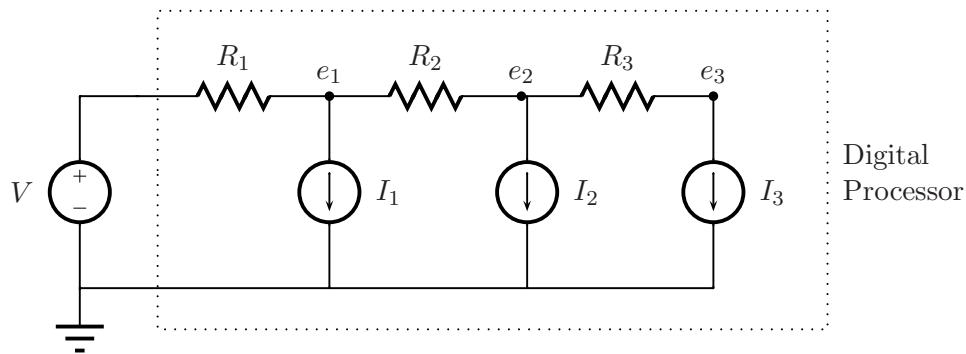 R₁ R₂ R₃
e₁ e₂ e₃
V + −
I₁ I₂ I₃
Digital
Processor